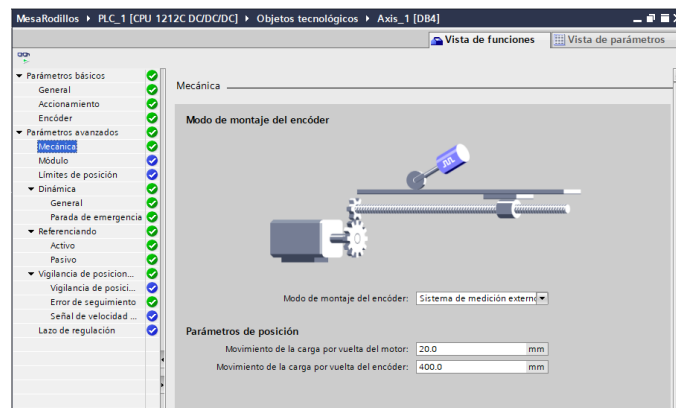 MesaRodillos ▸ PLC_1 [CPU 1212C DC/DC/DC] ▸ Objetos tecnológicos ▸ Axis_1 [DB4]
Vista de funciones
Vista de parámetros
Parámetros básicos
General
Accionamiento
Encóder
Parámetros avanzados
Mecánica
Módulo
Límites de posición
Dinámica
General
Parada de emergencia
Referenciando
Activo
Pasivo
Vigilancia de posicion...
Vigilancia de posici...
Error de seguimiento
Señal de velocidad ...
Lazo de regulación
Mecánica
Modo de montaje del encóder
Modo de montaje del encóder: Sistema de medición externo
Parámetros de posición
Movimiento de la carga por vuelta del motor: 20.0 mm
Movimiento de la carga por vuelta del encóder: 400.0 mm